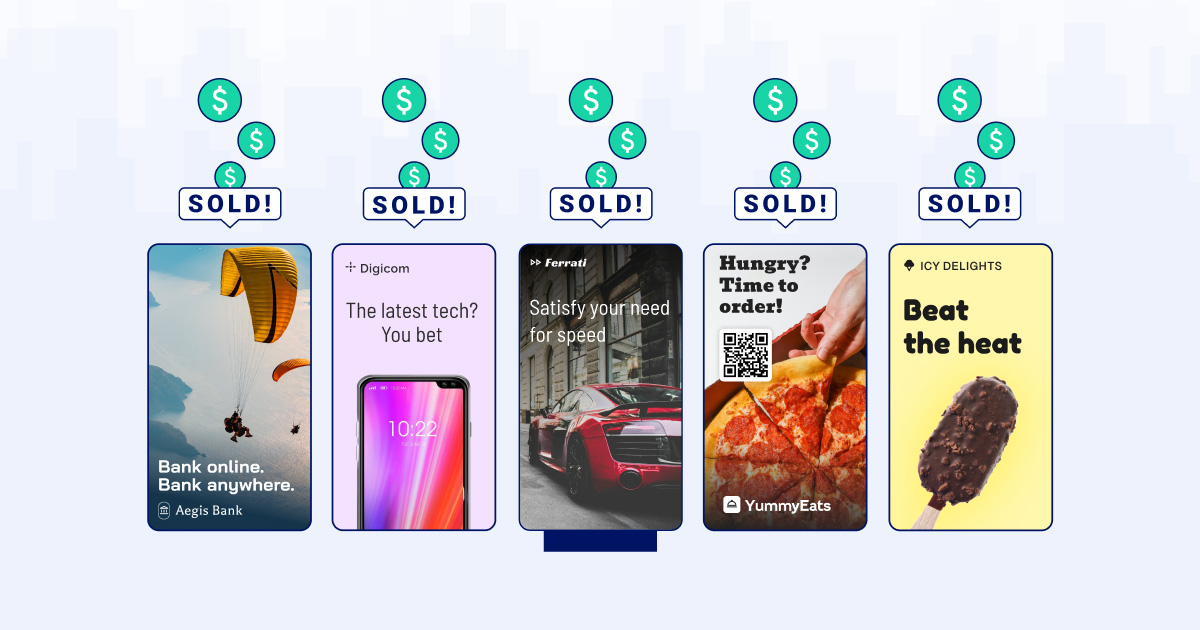 $ $ $ $ $
$ $ $ $ $
$ $ $ $ $
SOLD! SOLD! SOLD! SOLD! SOLD!
Bank online.
Bank anywhere.
Aegis Bank
Digicom
The latest tech?
You bet
10:22
Ferrati
Satisfy your need
for speed
Hungry?
Time to
order!
YummyEats
ICY DELIGHTS
Beat
the heat